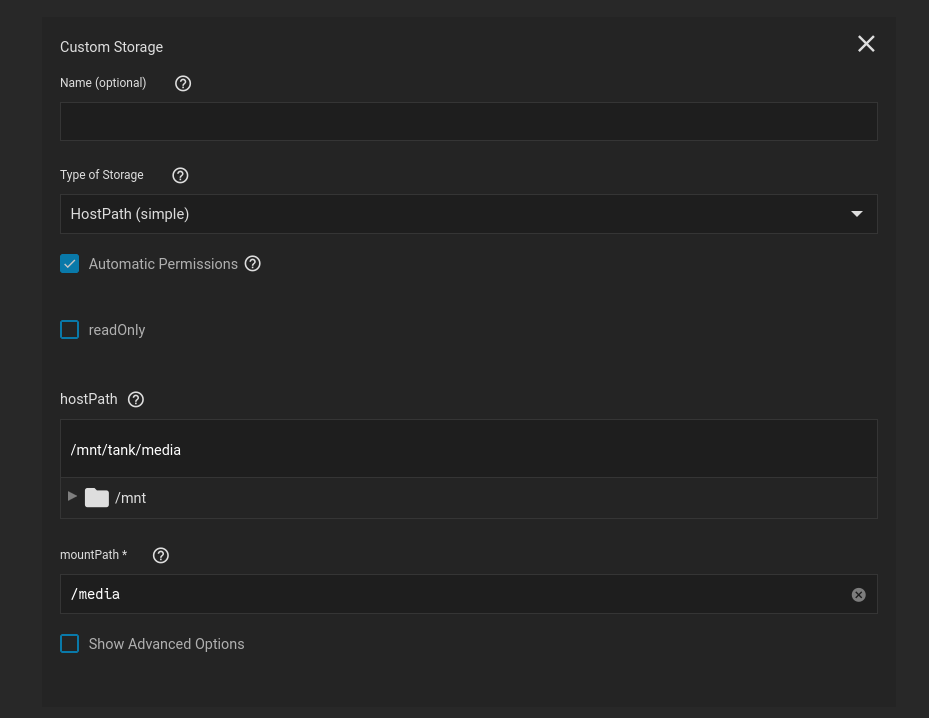 Custom Storage
Name (optional)
Type of Storage
HostPath (simple)
Automatic Permissions
readOnly
hostPath
/mnt/tank/media
/mnt
mountPath *
/media
Show Advanced Options